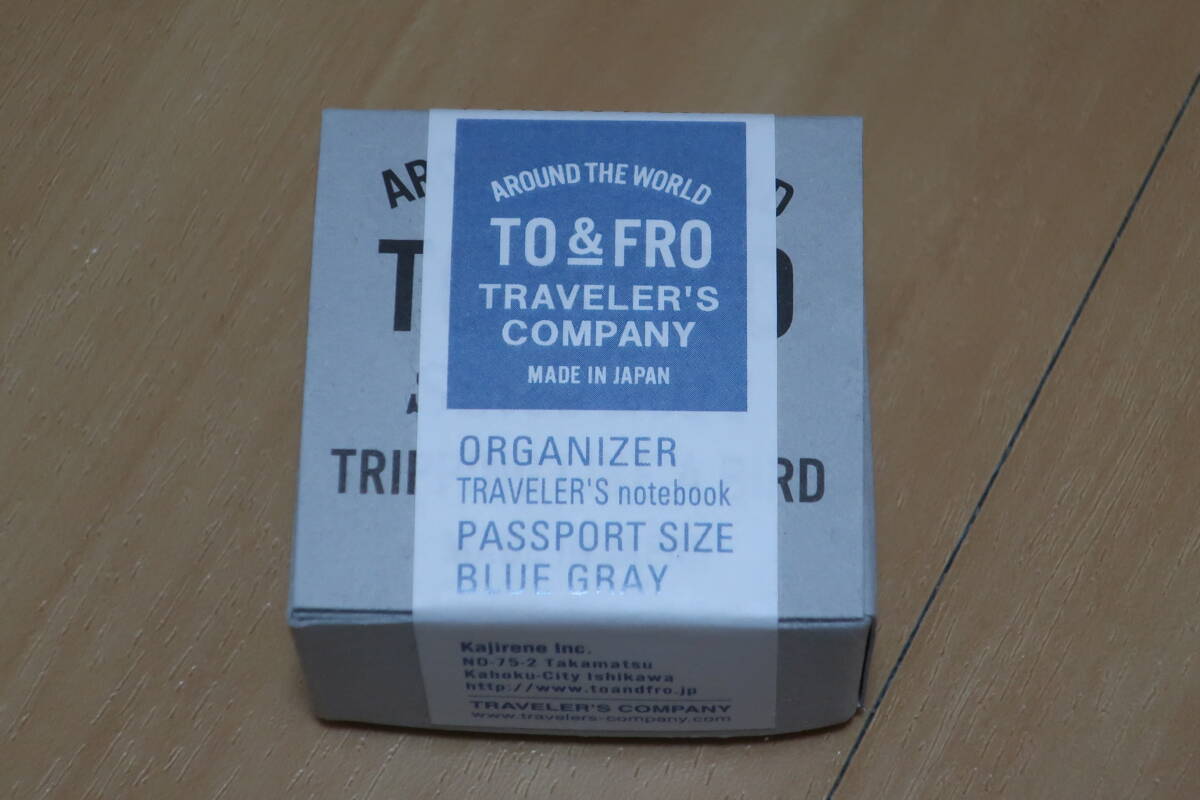 AROUND THE WORLD
TO & FRO
TRAVELER'S
COMPANY
MADE IN JAPAN
ORGANIZER
TRAVELER'S notebook
PASSPORT SIZE
BLUE GRAY
Kajirene Inc.
NO-75-2 Takamatsu
Kahoku-City Ishikawa
http://www.toandfro.jp
TRAVELER'S COMPANY
www.travelers-company.com